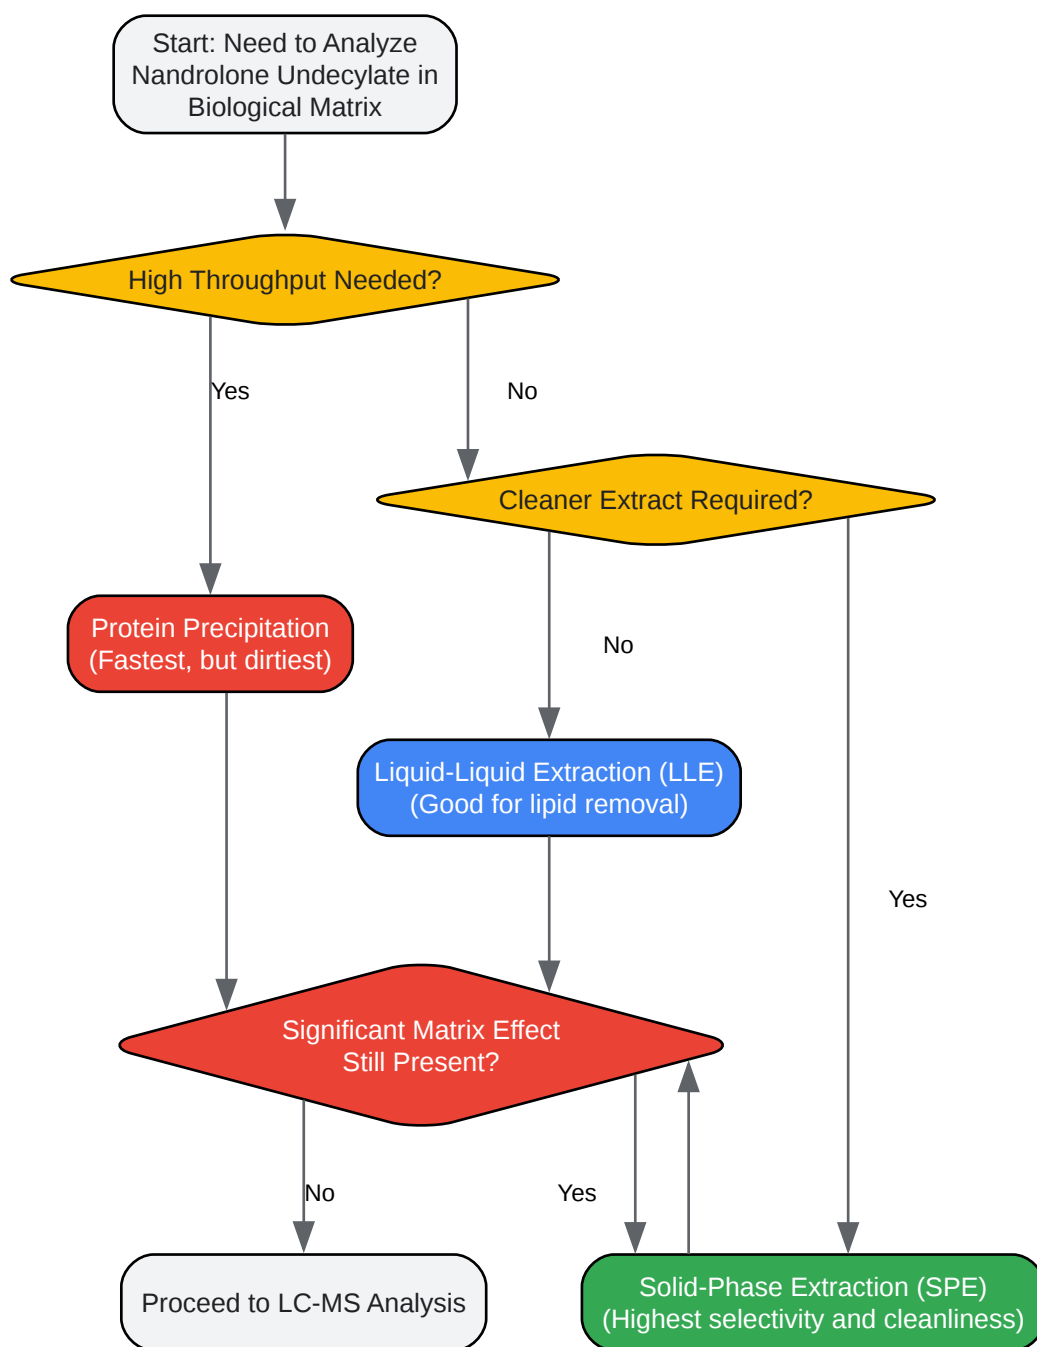 Start: Need to Analyze
Nandrolone Undecylate in
Biological Matrix
High Throughput Needed?
Yes
No
Cleaner Extract Required?
Protein Precipitation
(Fastest, but dirtiest)
No
Liquid-Liquid Extraction (LLE)
(Good for lipid removal)
Yes
Significant Matrix Effect
Still Present?
No
Yes
Proceed to LC-MS Analysis
Solid-Phase Extraction (SPE)
(Highest selectivity and cleanliness)